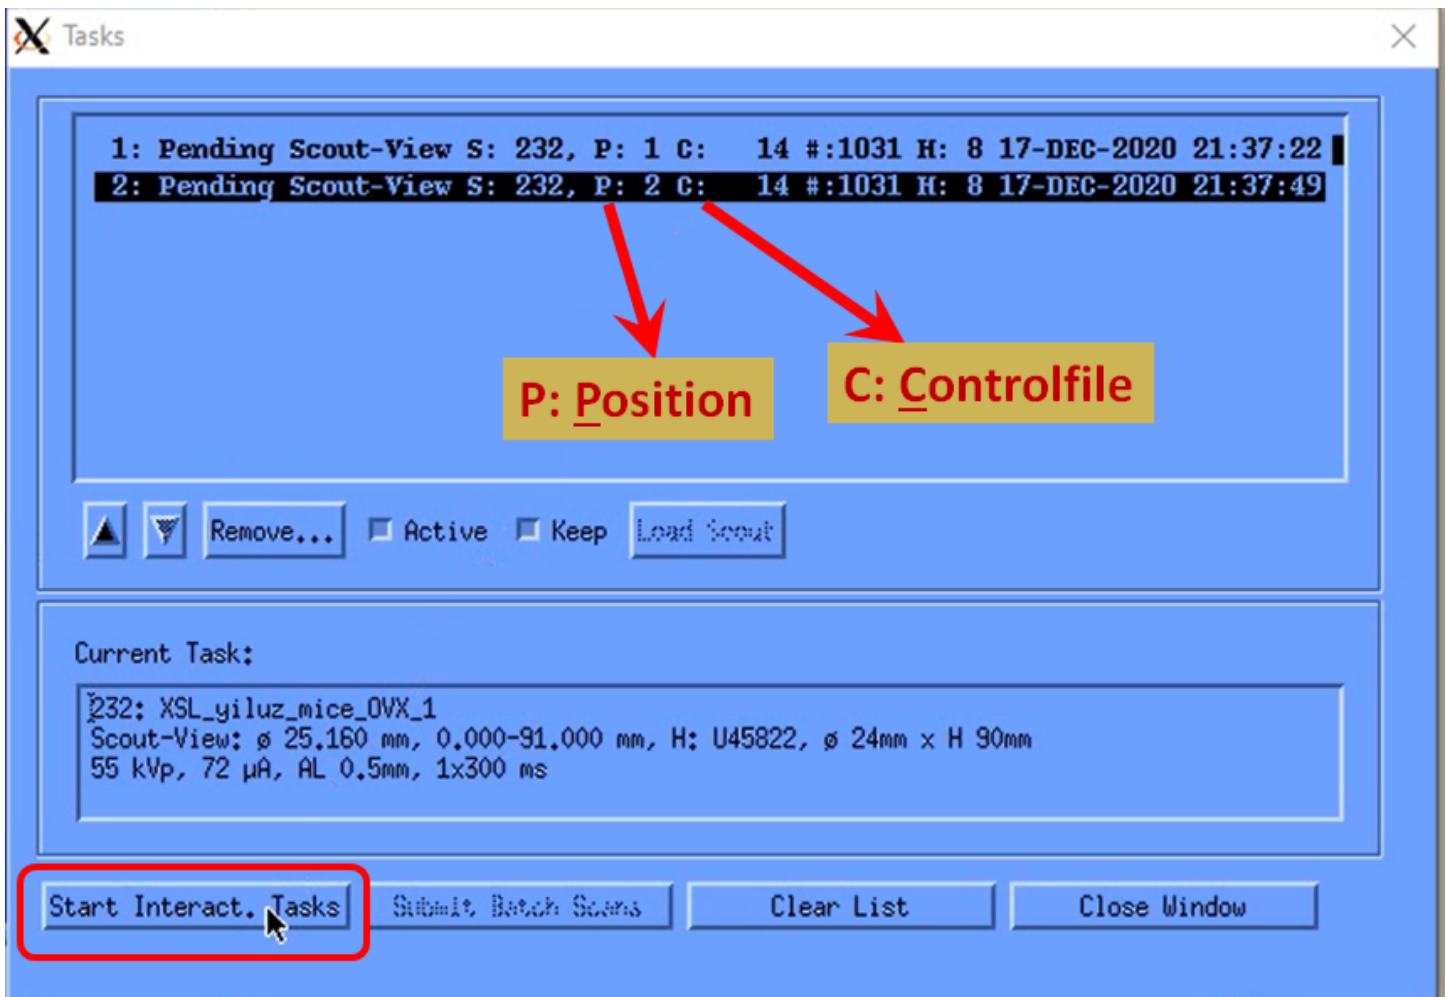 Tasks
1: Pending Scout-View S: 232, P: 1 C: 14 #:1031 H: 8 17-DEC-2020 21:37:22
2: Pending Scout-View S: 232, P: 2 C: 14 #:1031 H: 8 17-DEC-2020 21:37:49
P: Position
C: Controlfile
Remove... Active Keep Load Scout
Current Task:
232: XSL_yiluz_mice_OVX_1
Scout-View: ø 25.160 mm, 0.000-91.000 mm, H: U45822, ø 24mm x H 90mm
55 kVp, 72 µA, AL 0.5mm, 1x300 ms
Start Interact. Tasks Submit Batch Scans Clear List Close Window